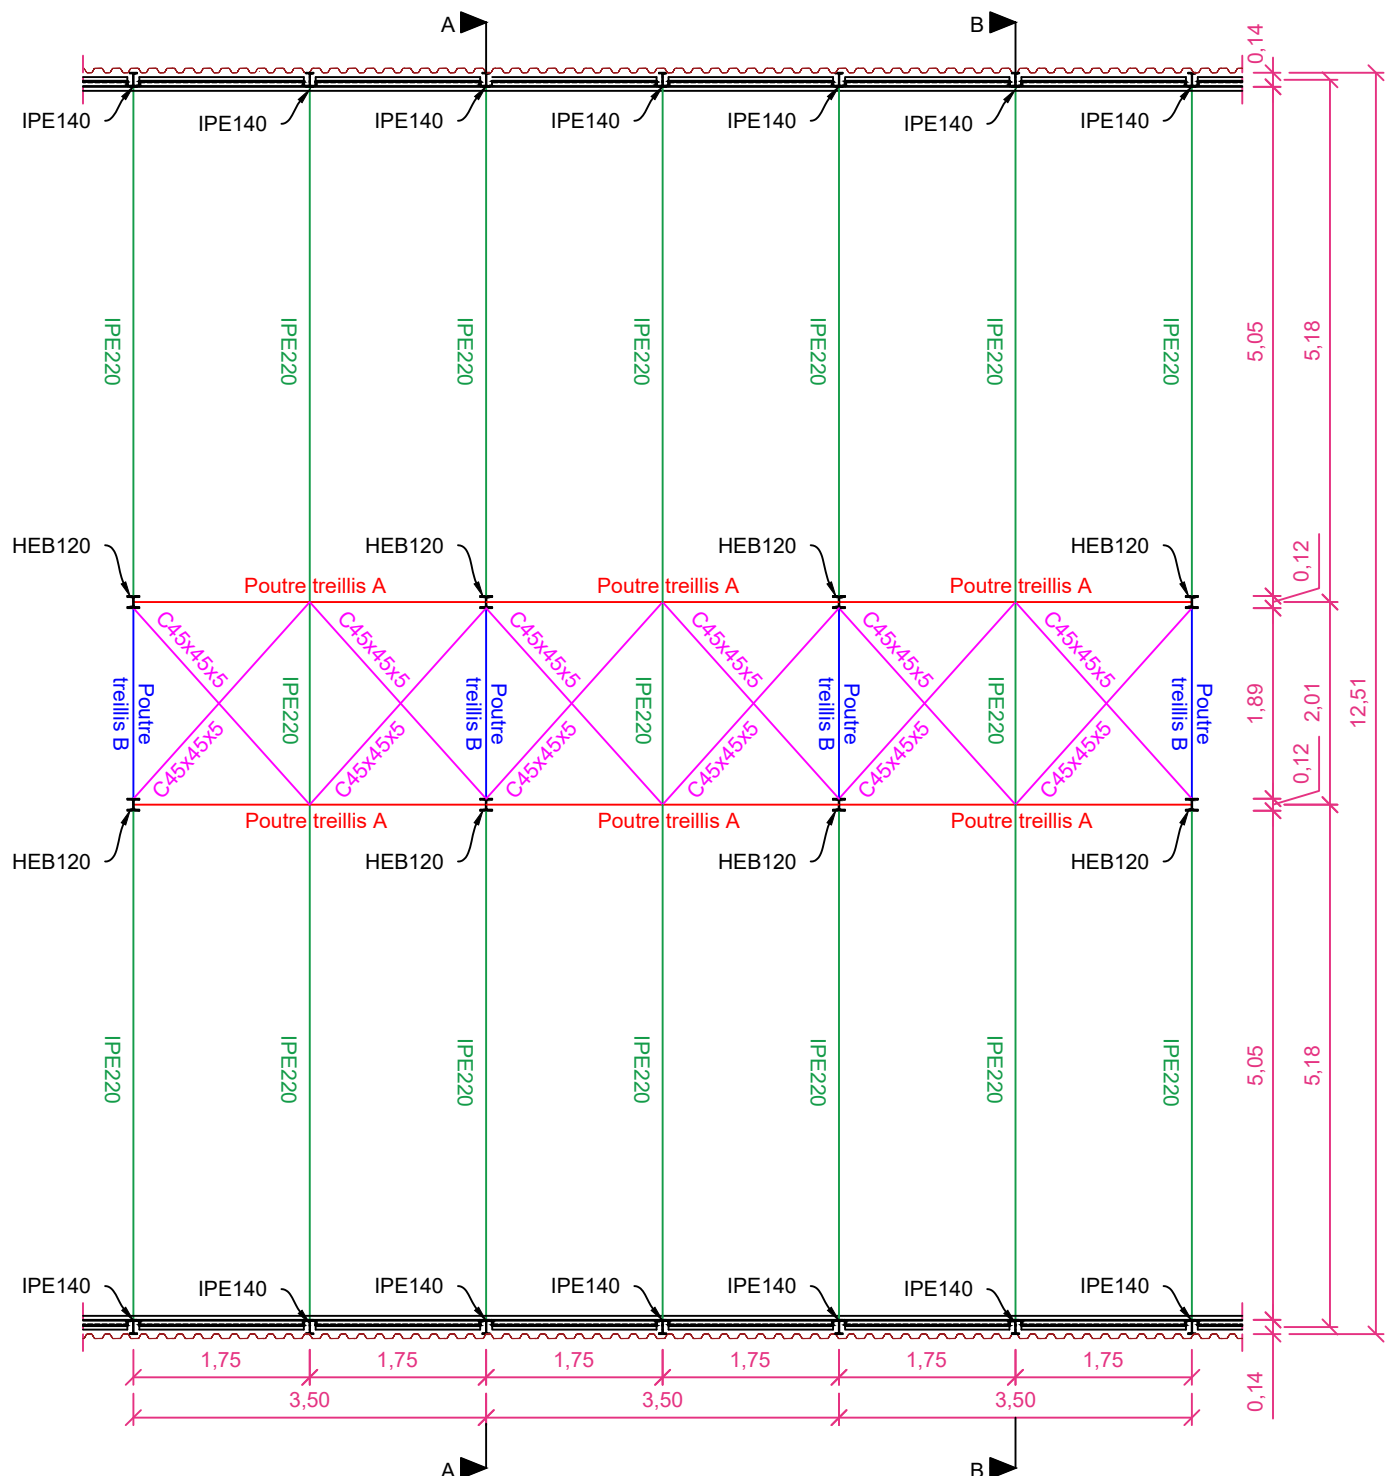 A
B
0,14
IPE140
IPE140
IPE140
IPE140
IPE140
IPE140
IPE140
IPE220
IPE220
IPE220
IPE220
IPE220
IPE220
IPE220
5,05
5,18
12,51
HEB120
HEB120
HEB120
HEB120
0,12
Poutre treillis A
Poutre treillis A
Poutre treillis A
C45x45x5
C45x45x5
C45x45x5
C45x45x5
C45x45x5
C45x45x5
Poutre
treillis B
IPE220
Poutre
treillis B
IPE220
Poutre
treillis B
IPE220
Poutre
treillis B
1,89
2,01
C45x45x5
C45x45x5
C45x45x5
C45x45x5
C45x45x5
C45x45x5
0,12
Poutre treillis A
Poutre treillis A
Poutre treillis A
HEB120
HEB120
HEB120
HEB120
IPE220
IPE220
IPE220
IPE220
IPE220
IPE220
IPE220
5,05
5,18
IPE140
IPE140
IPE140
IPE140
IPE140
IPE140
IPE140
1,75
1,75
1,75
1,75
1,75
1,75
0,14
3,50
3,50
3,50
A
B